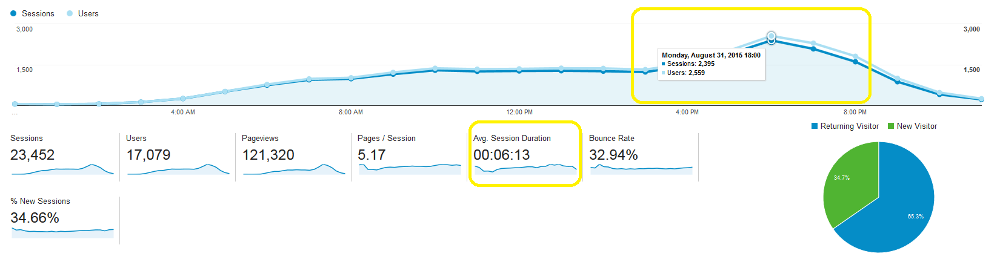 Sessions Users
3,000 3,000
1,500 1,500
Monday, August 31, 2015 18:00
Sessions: 2,395
Users: 2,559
... 4:00 AM 8:00 AM 12:00 PM 4:00 PM 8:00 PM
Returning Visitor New Visitor
Sessions Users Pageviews Pages / Session Avg. Session Duration Bounce Rate
23,452 17,079 121,320 5.17 00:06:13 32.94%
34.7%
65.3%
% New Sessions
34.66%